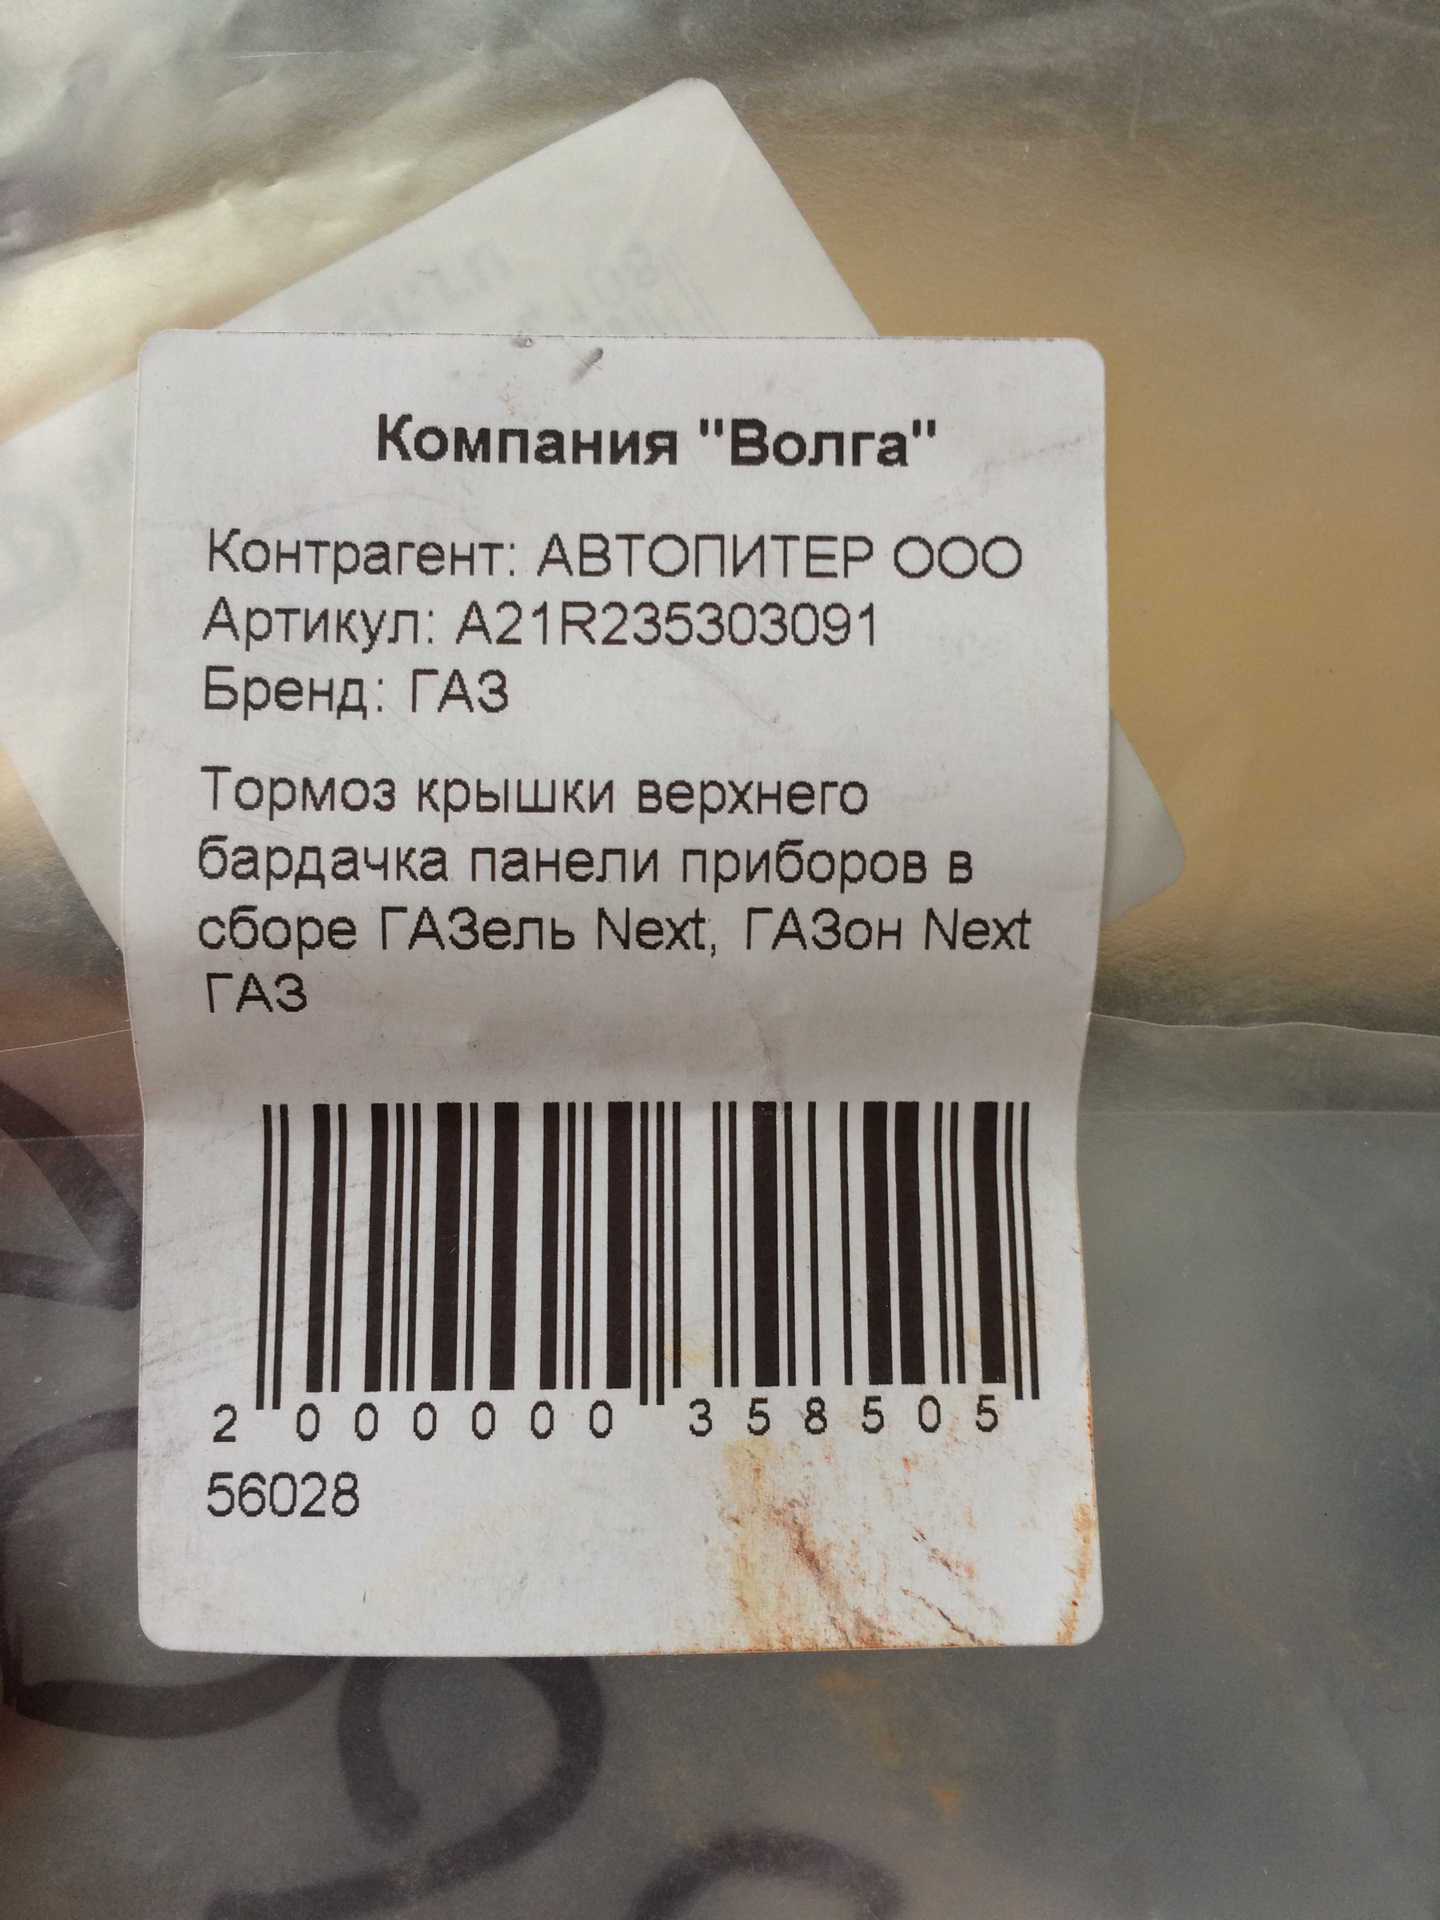 Компания "Волга"
Контрагент: АВТОПИТЕР ООО
Артикул: A21R235303091
Бренд: ГАЗ
Тормоз крышки верхнего
бардачка панели приборов в
сборе ГАЗель Next, ГАЗон Next
ГАЗ
2 000000 358505
56028